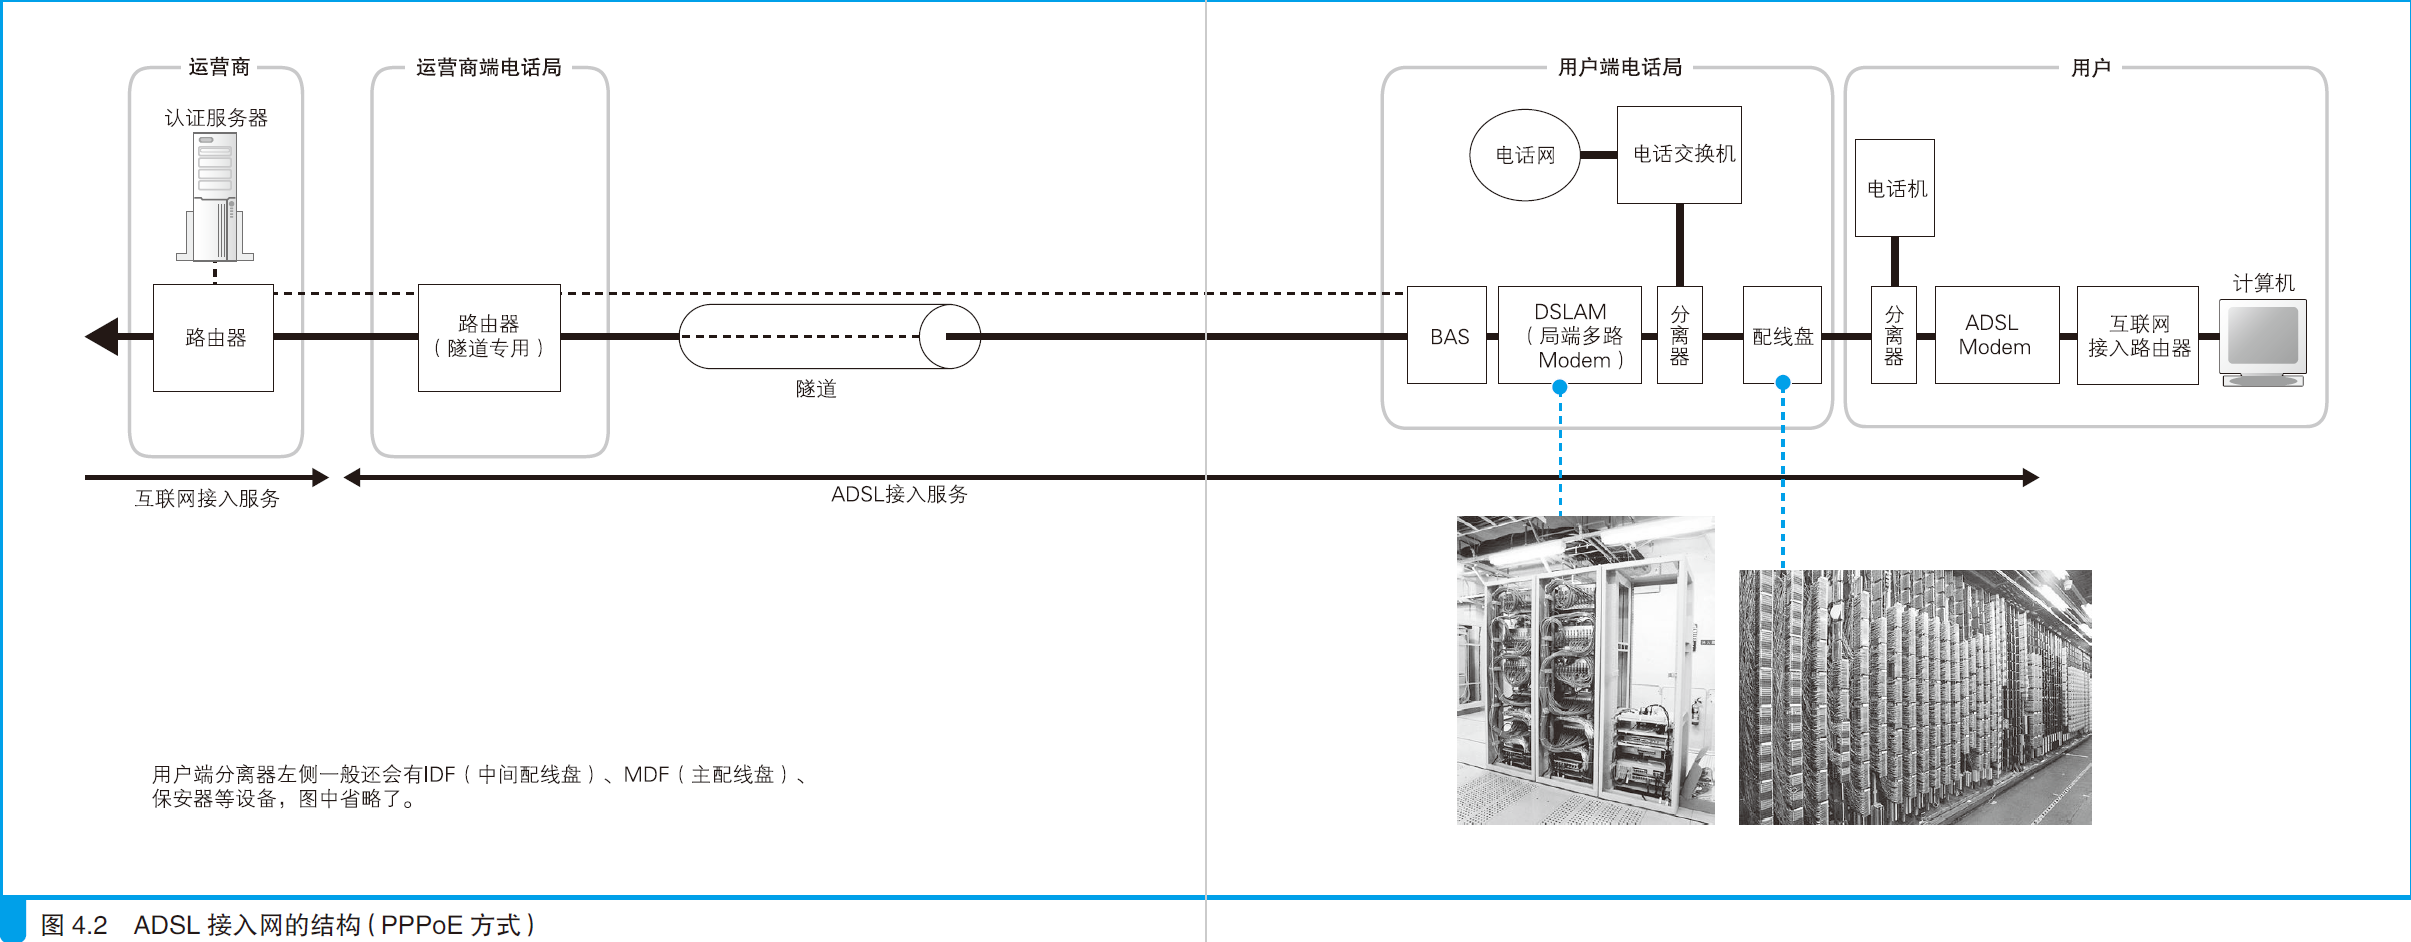 运营商
运营商端电话局
用户端电话局
用户
认证服务器
电话网
电话交换机
电话机
计算机
路由器
路由器
（隧道专用）
隧道
BAS
DSLAM
（局端多路
Modem）
分离器
配线盘
分离器
ADSL
Modem
互联网
接入路由器
互联网接入服务
ADSL接入服务
用户端分离器左侧一般还会有IDF（中间配线盘）、MDF（主配线盘）、
保安器等设备，图中省略了。
图 4.2 ADSL 接入网的结构（PPPoE 方式）